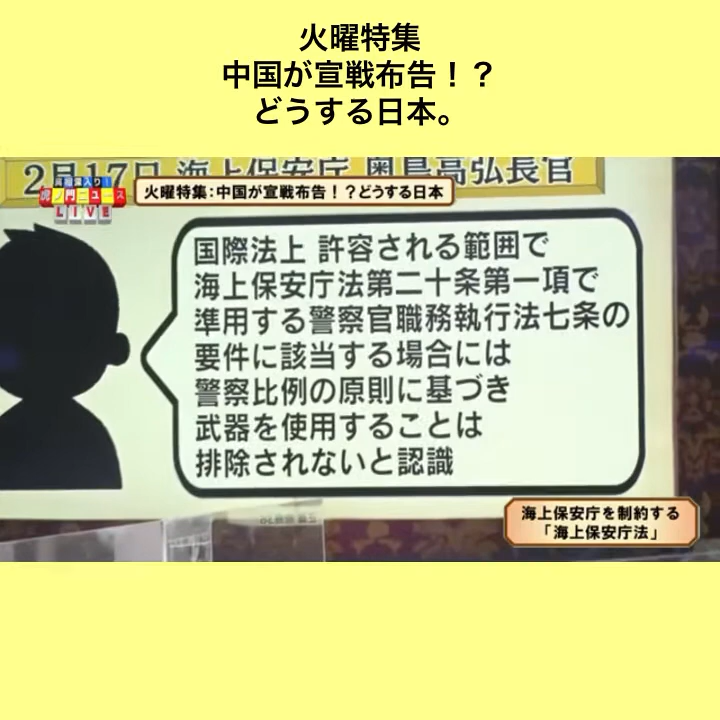 火曜特集
中国が宣戦布告！？
どうする日本。
2月17日 海上保安庁 奥島高弘長官
虎ノ門ニュース
LIVE
火曜特集:中国が宣戦布告！？どうする日本
国際法上 許容される範囲で
海上保安庁法第二十条第一項で
準用する警察官職務執行法七条の
要件に該当する場合には
警察比例の原則に基づき
武器を使用することは
排除されないと認識
海上保安庁を制約する
「海上保安庁法」